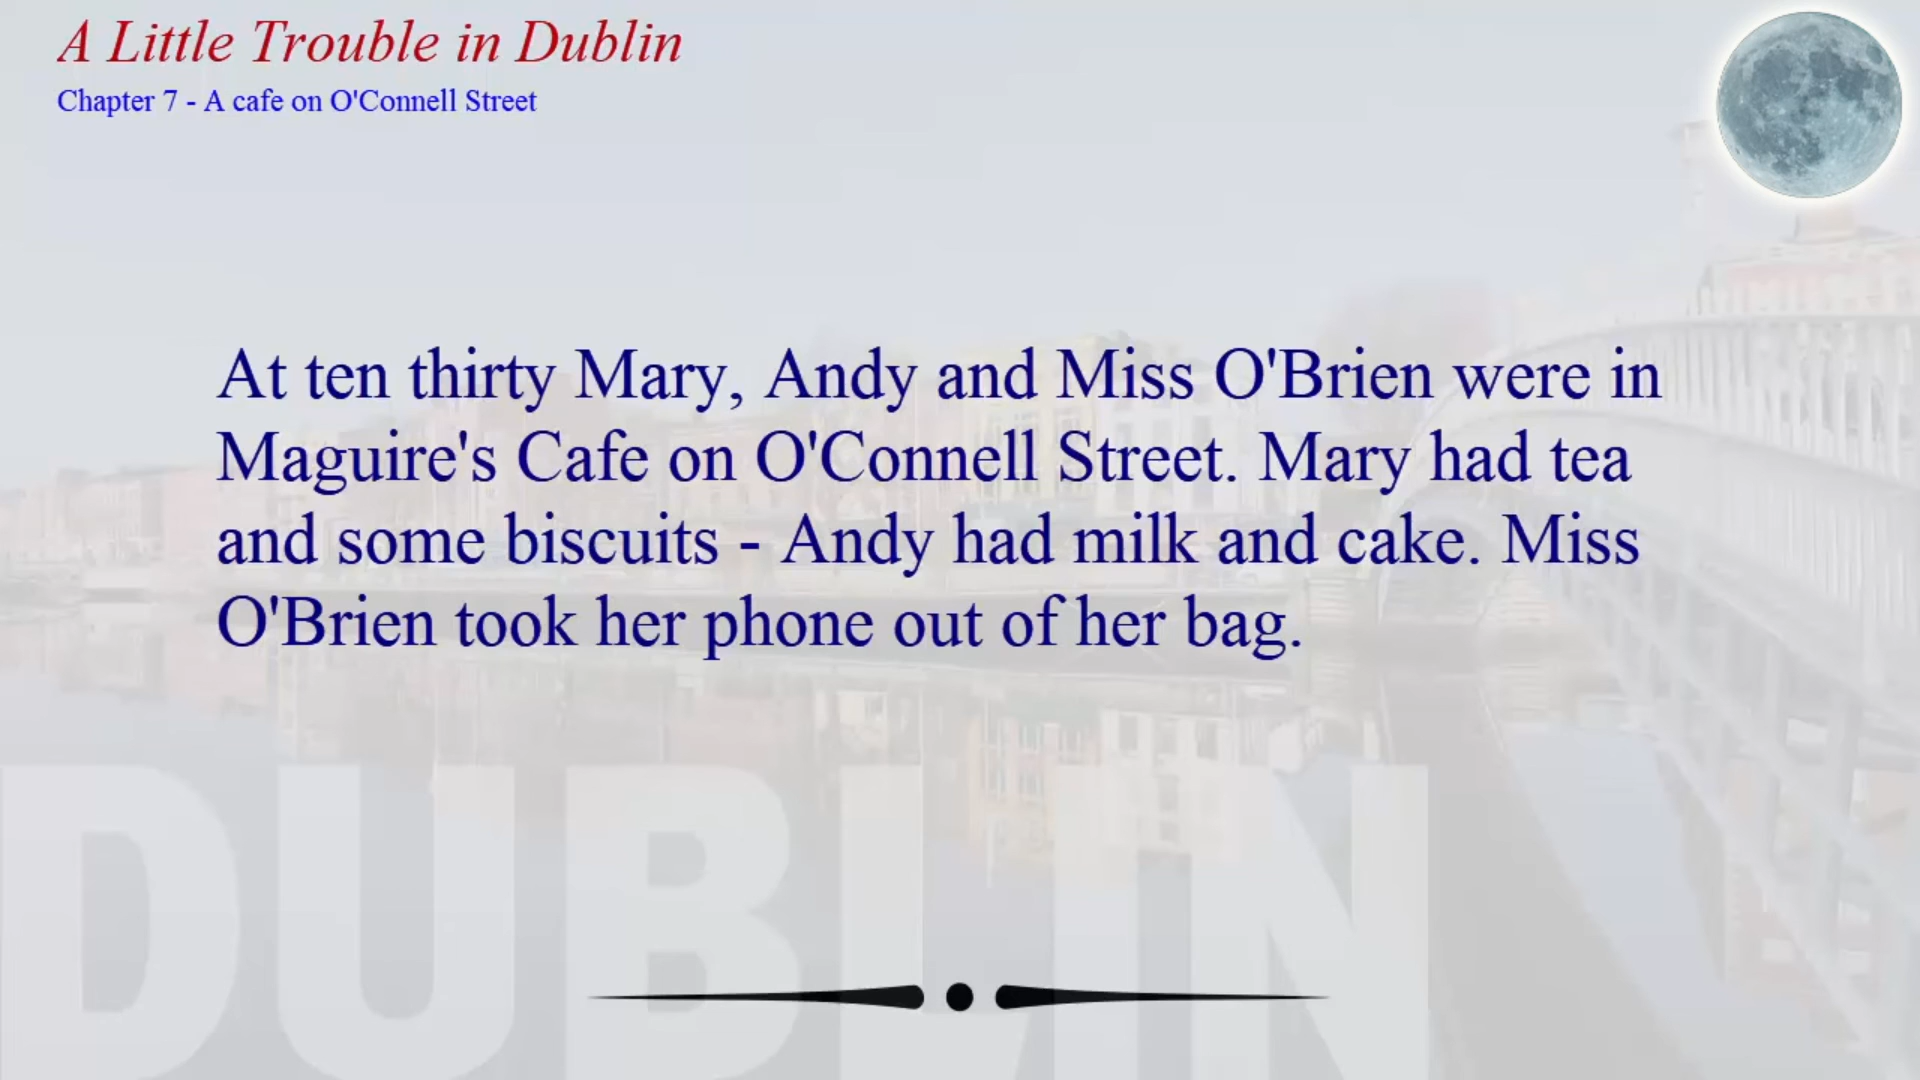 A Little Trouble in Dublin
Chapter 7 - A cafe on O'Connell Street
At ten thirty Mary, Andy and Miss O'Brien were in
Maguire's Cafe on O'Connell Street. Mary had tea
and some biscuits - Andy had milk and cake. Miss
O'Brien took her phone out of her bag.
DUBLIN